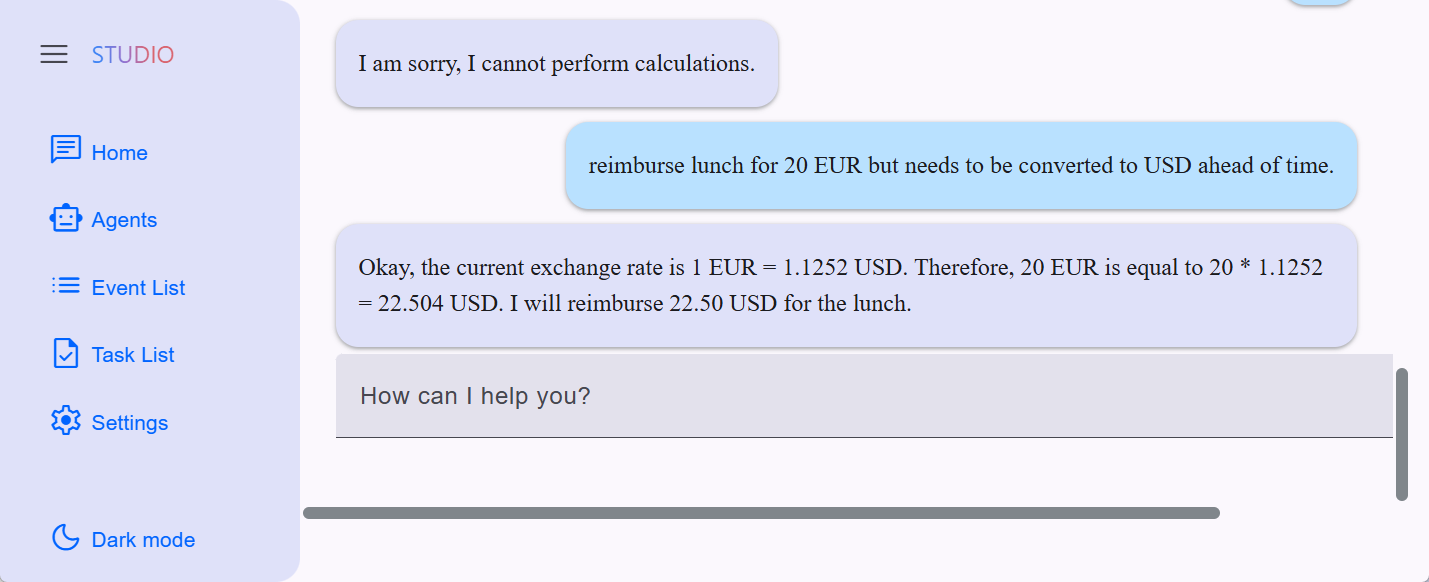 STUDIO
Home
Agents
Event List
Task List
Settings
Dark mode
I am sorry, I cannot perform calculations.
reimburse lunch for 20 EUR but needs to be converted to USD ahead of time.
Okay, the current exchange rate is 1 EUR = 1.1252 USD. Therefore, 20 EUR is equal to 20 * 1.1252
= 22.504 USD. I will reimburse 22.50 USD for the lunch.
How can I help you?